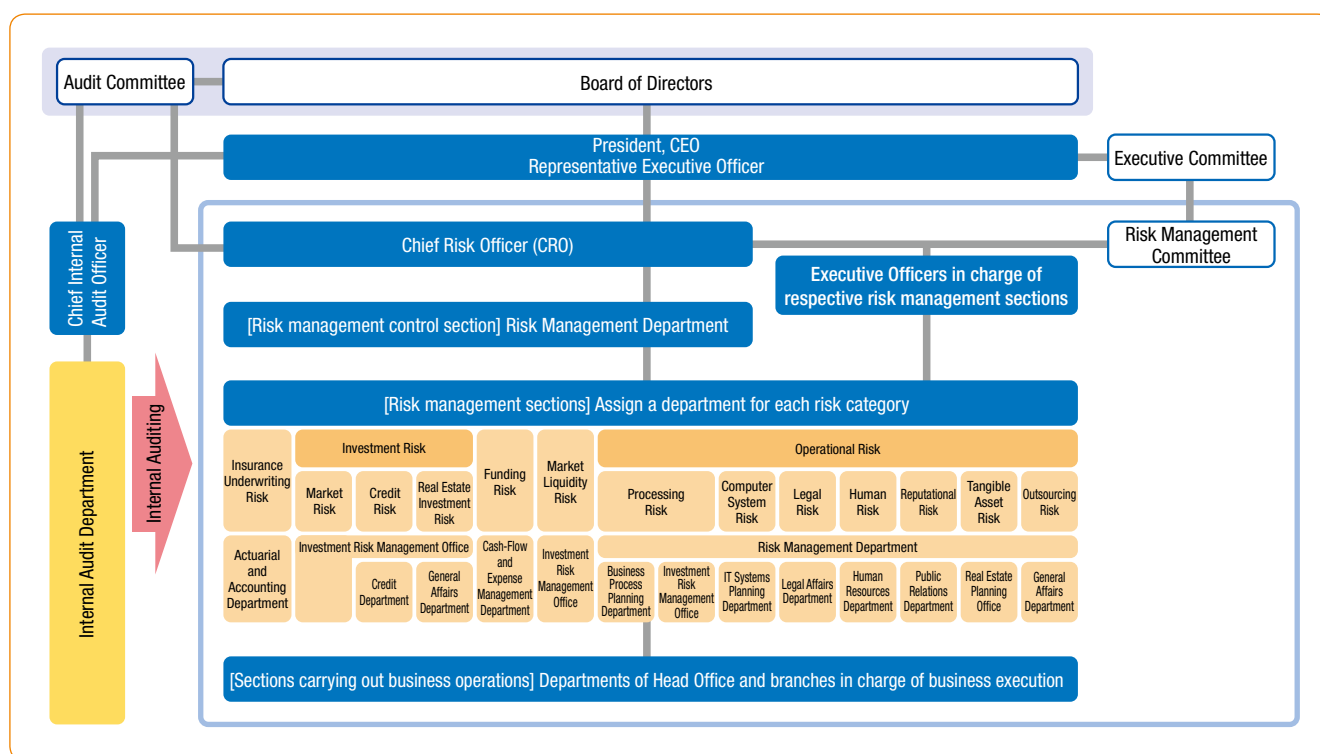 Audit Committee
Board of Directors
President, CEO
Representative Executive Officer
Executive Committee
Chief Internal
Audit Officer
Chief Risk Officer (CRO)
Risk Management
Committee
Executive Officers in charge of
respective risk management sections
[Risk management control section] Risk Management Department
Internal Audit Department
Internal Auditing
[Risk management sections] Assign a department for each risk category
Insurance
Underwriting
Risk
Investment Risk
Market
Risk
Credit
Risk
Real Estate
Investment
Risk
Funding
Risk
Market
Liquidity
Risk
Operational Risk
Processing
Risk
Computer
System
Risk
Legal
Risk
Human
Risk
Reputational
Risk
Tangible
Asset
Risk
Outsourcing
Risk
Actuarial
and
Accounting
Department
Investment Risk Management Office
Credit
Department
General
Affairs
Department
Cash-Flow
and
Expense
Management
Department
Investment
Risk
Management
Office
Risk Management Department
Business
Process
Planning
Department
Investment
Risk
Management
Office
IT Systems
Planning
Department
Legal Affairs
Department
Human
Resources
Department
Public
Relations
Department
Real Estate
Planning
Office
General
Affairs
Department
[Sections carrying out business operations] Departments of Head Office and branches in charge of business execution